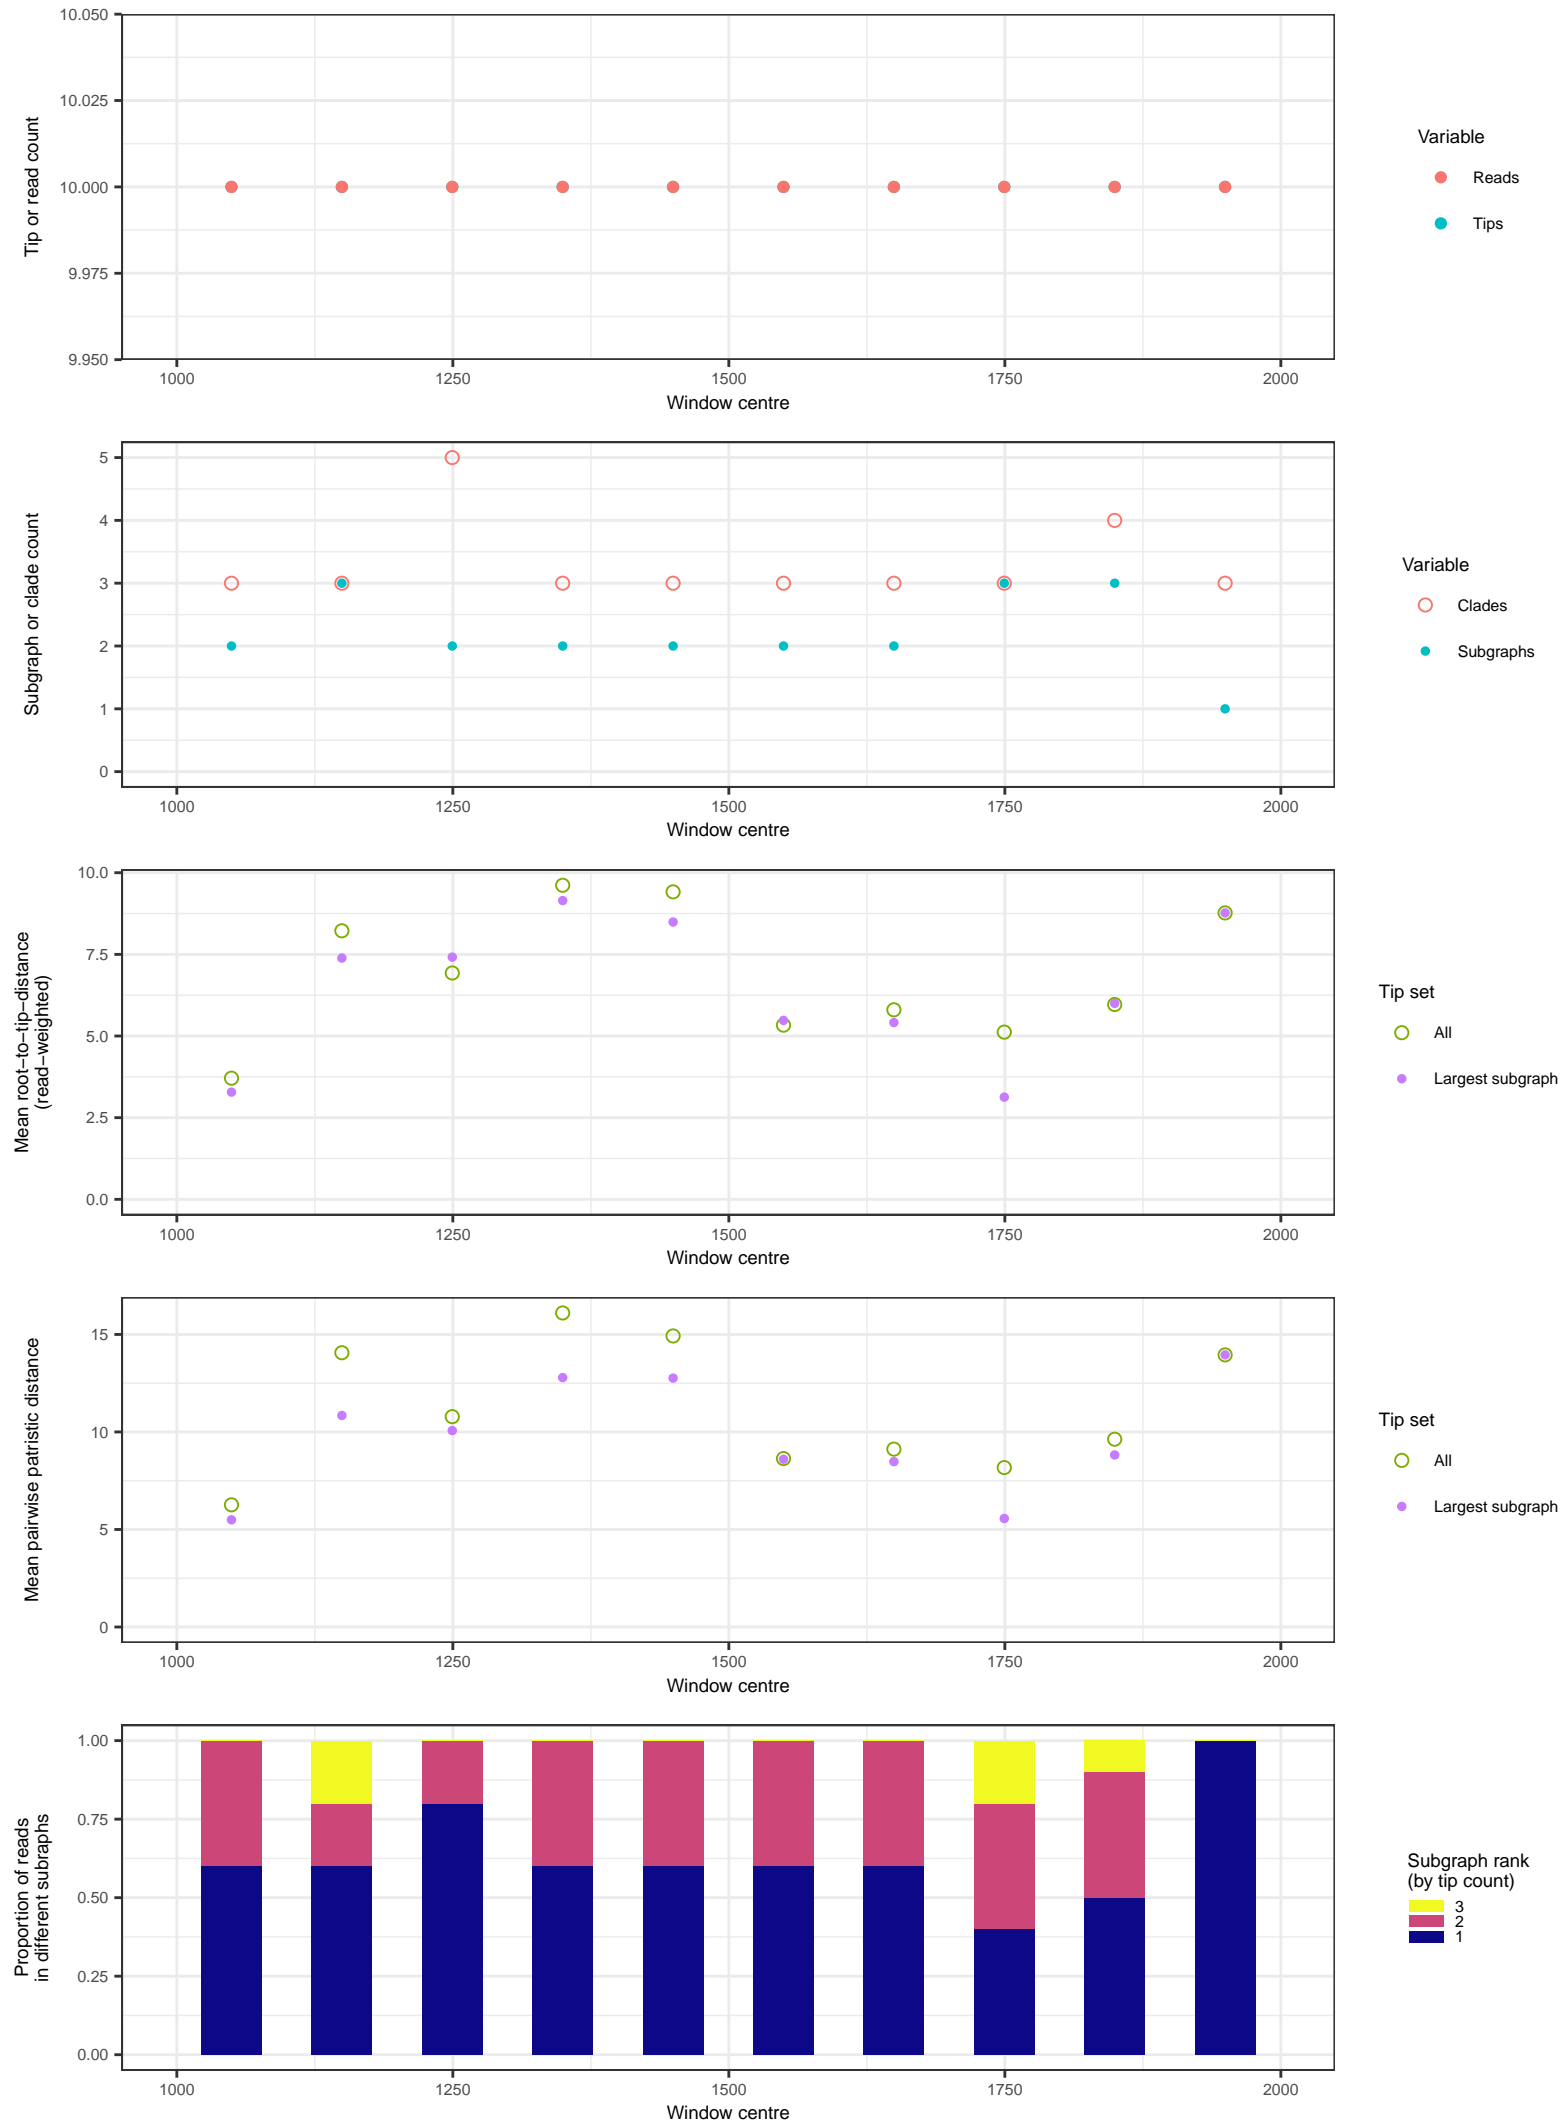 10.050
10.025
10.000
9.975
9.950
Tip or read count
1000 1250 1500 1750 2000
Window centre
Variable
Reads
Tips
5
4
3
2
1
0
Subgraph or clade count
1000 1250 1500 1750 2000
Window centre
Variable
Clades
Subgraphs
10.0
7.5
5.0
2.5
0.0
Mean root−to−tip−distance
(read−weighted)
1000 1250 1500 1750 2000
Window centre
Tip set
All
Largest subgraph
15
10
5
0
Mean pairwise patristic distance
1000 1250 1500 1750 2000
Window centre
Tip set
All
Largest subgraph
1.00
0.75
0.50
0.25
0.00
Proportion of reads
in different subraphs
1000 1250 1500 1750 2000
Window centre
Subgraph rank
(by tip count)
3
2
1